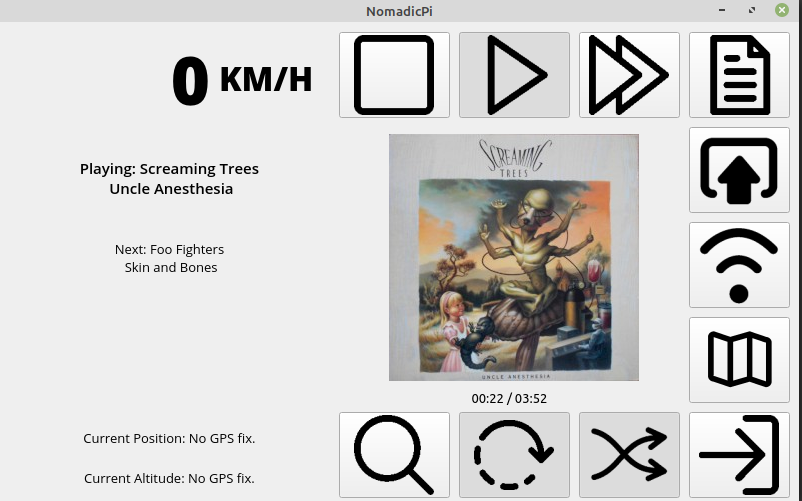 NomadicPi
0 KM/H
Playing: Screaming Trees
Uncle Anesthesia
Next: Foo Fighters
Skin and Bones
SCREAMING
TREES
UNCLE ANESTHESIA
00:22 / 03:52
Current Position: No GPS fix.
Current Altitude: No GPS fix.